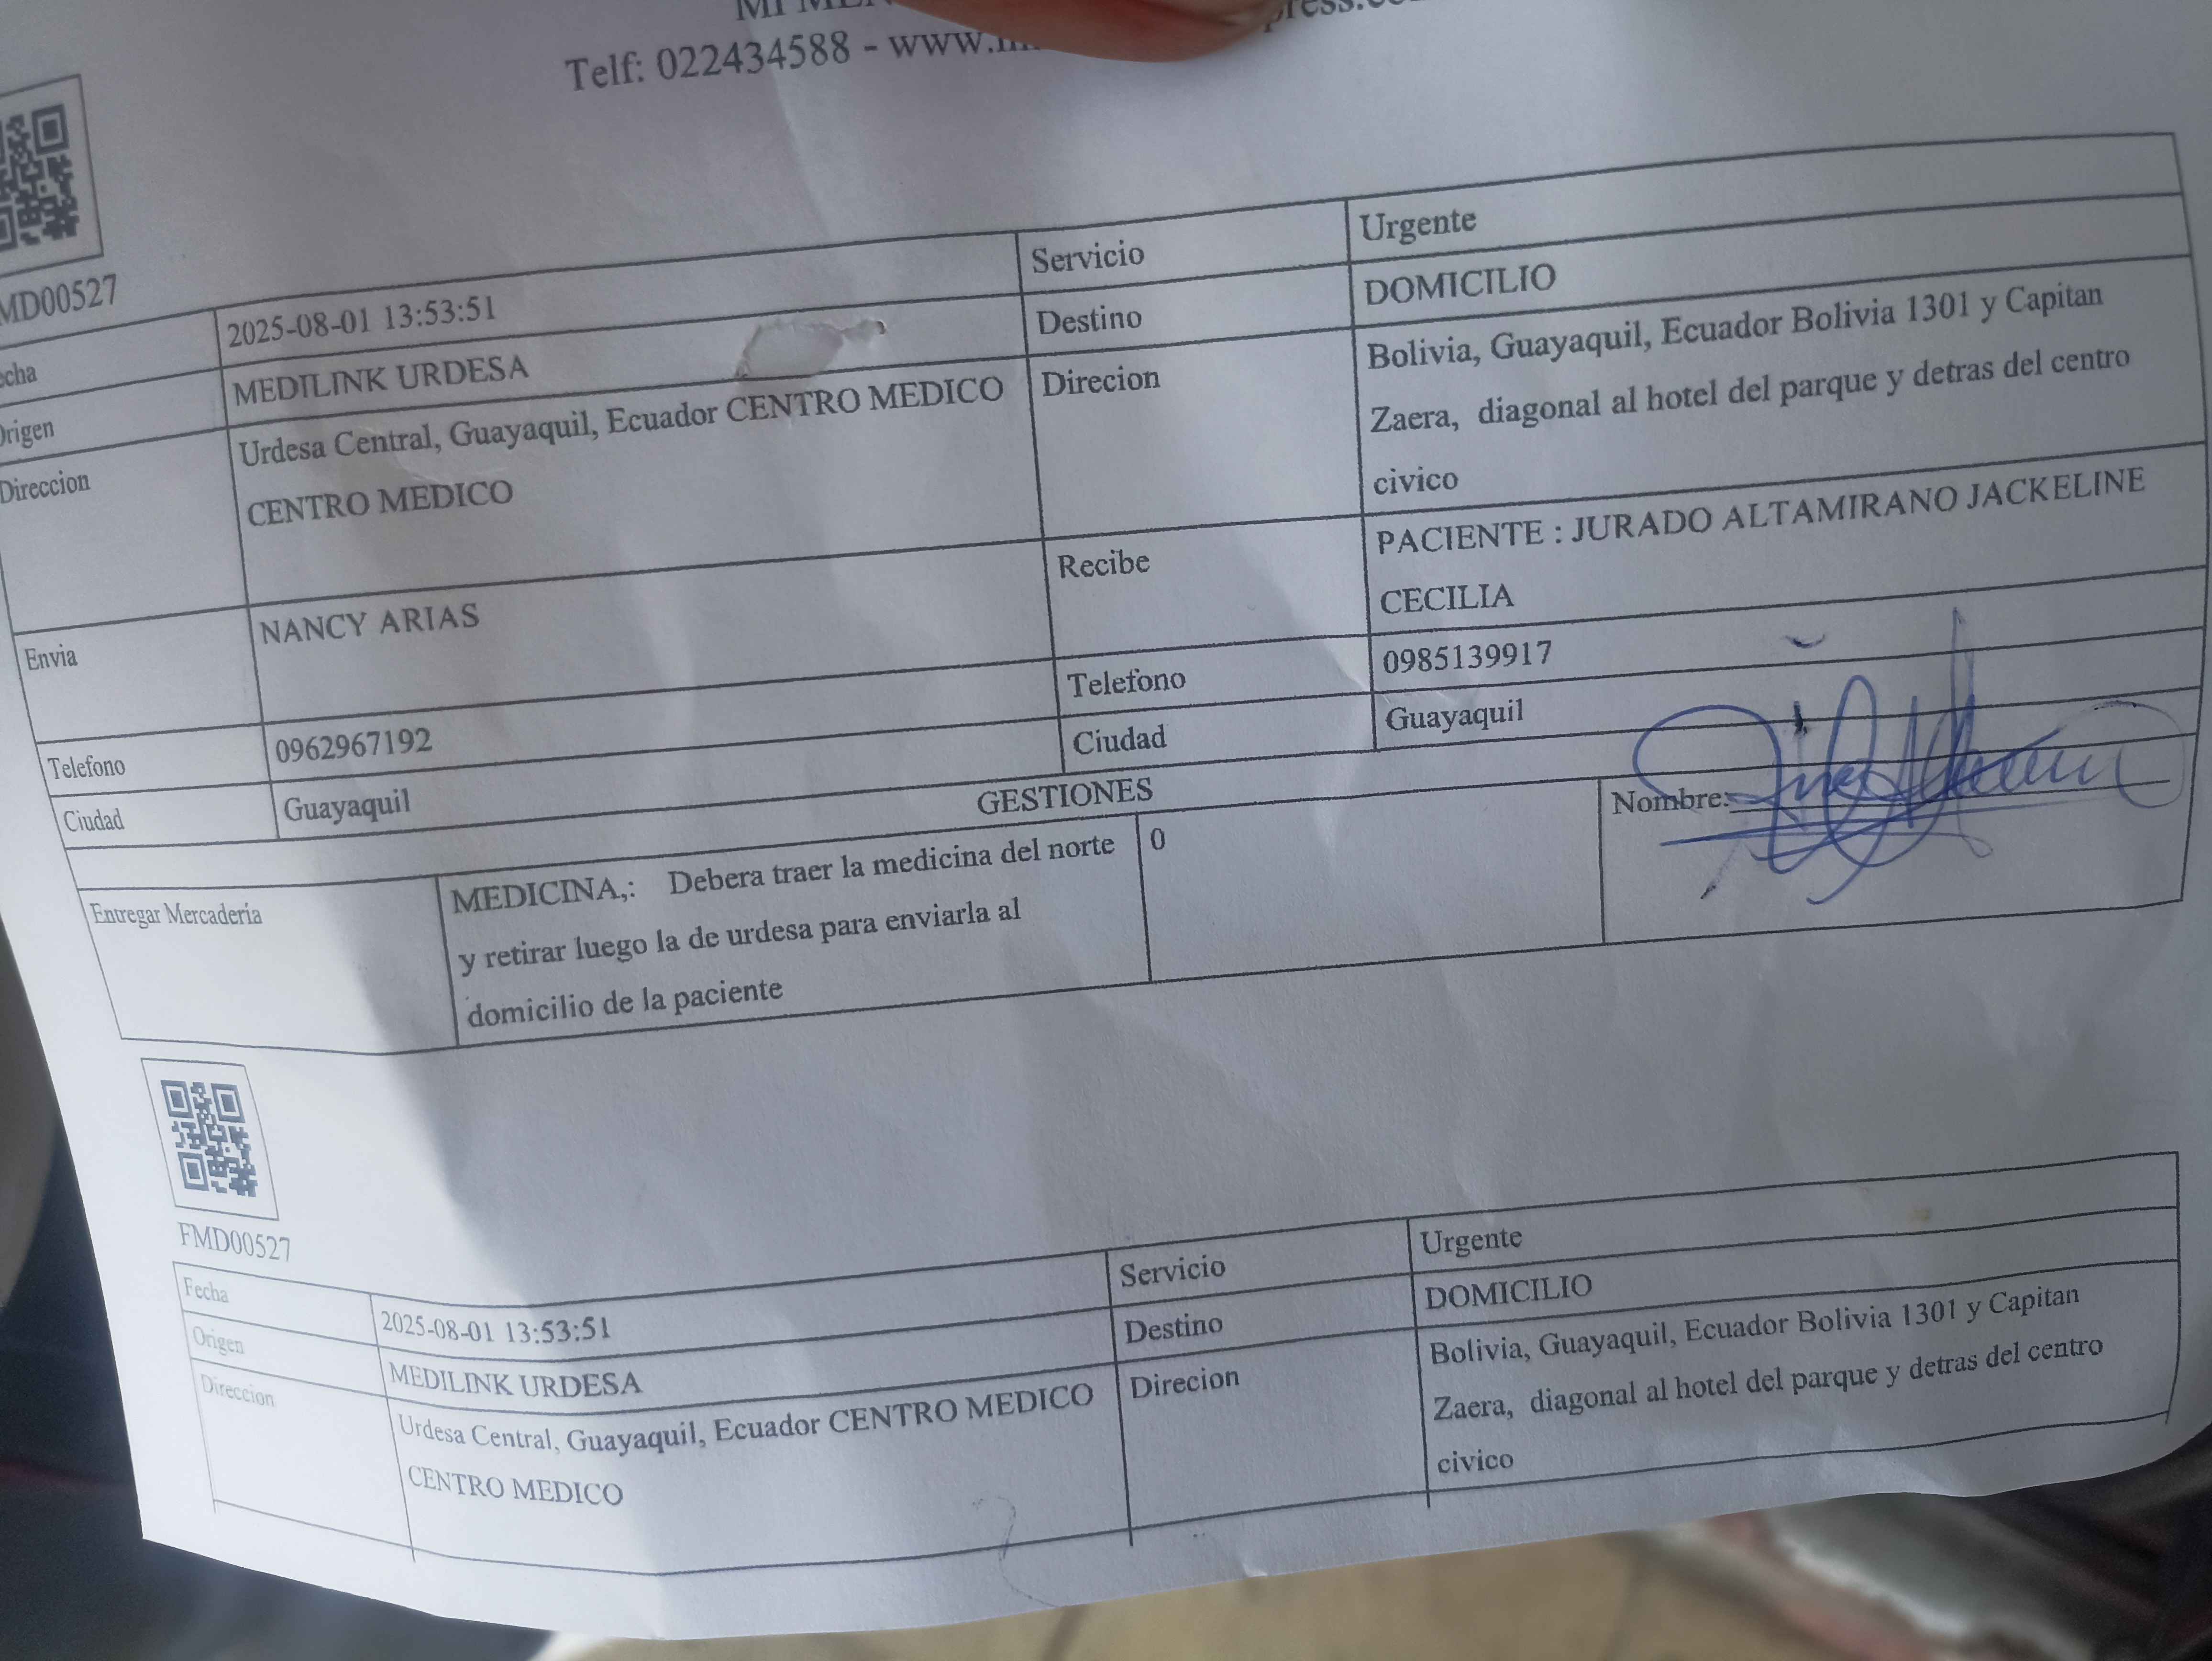 MI
Telf: 022434588 - www.
MD00527
Fecha 2025-08-01 13:53:51 Servicio Urgente
Origen MEDILINK URDESA Destino DOMICILIO
Direccion Urdesa Central, Guayaquil, Ecuador CENTRO MEDICO Direcion Bolivia, Guayaquil, Ecuador Bolivia 1301 y Capitan
CENTRO MEDICO Zaera, diagonal al hotel del parque y detras del centro
civico
Envia NANCY ARIAS Recibe PACIENTE : JURADO ALTAMIRANO JACKELINE
CECILIA
Telefono 0962967192 Telefono 0985139917
Ciudad Guayaquil Ciudad Guayaquil
GESTIONES
Entregar Mercadería MEDICINA,: Debera traer la medicina del norte 0 Nombre:
y retirar luego la de urdesa para enviarla al
domicilio de la paciente
FMD00527
Fecha 2025-08-01 13:53:51 Servicio Urgente
Origen MEDILINK URDESA Destino DOMICILIO
Direccion Urdesa Central, Guayaquil, Ecuador CENTRO MEDICO Direcion Bolivia, Guayaquil, Ecuador Bolivia 1301 y Capitan
CENTRO MEDICO Zaera, diagonal al hotel del parque y detras del centro
civico